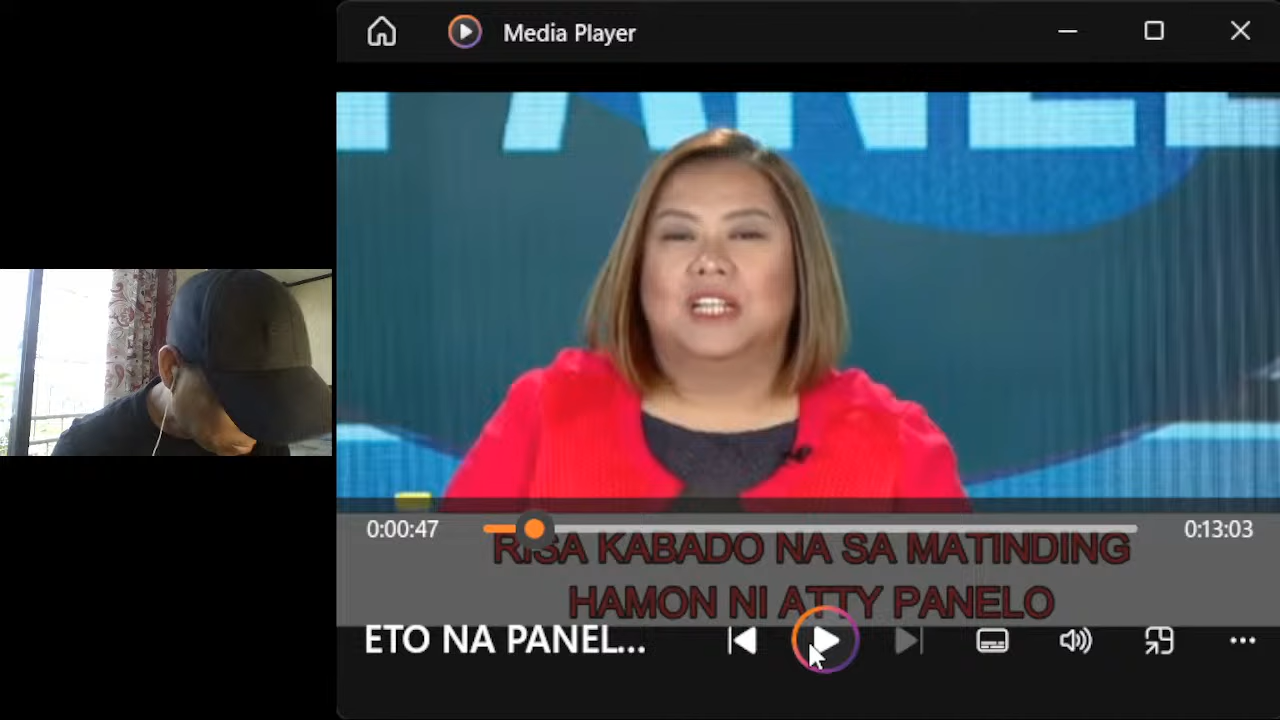 Media Player
PANEL
0:00:47
0:13:03
RISA KABADO NA SA MATINDING
HAMON NI ATTY PANELO
ETO NA PANEL...